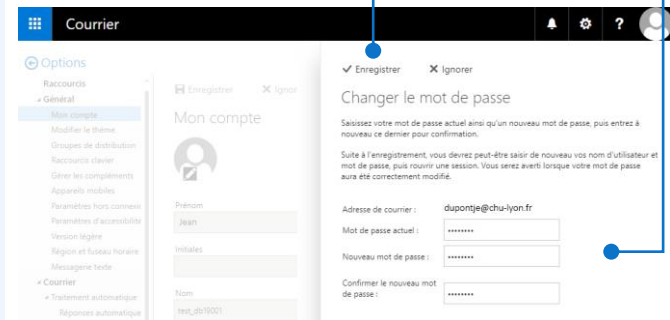 Courrier
?
Options
Raccourcis
Général
Mon compte
Modifier le thème
Groupes de distribution
Raccourcis clavier
Gérer les compléments
Appareils mobiles
Paramètres hors connexi
Paramètres d'accessibilité
Version légère
Région et fuseau horaire
Messagerie texte
Courrier
Traitement automatique
Réponses automatique
Enregistrer Ignor
Mon compte
Prénom
Jean
Initiales
Nom
test_db19001
Enregistrer Ignorer
Changer le mot de passe
Saisissez votre mot de passe actuel ainsi qu'un nouveau mot de passe, puis entrez à
nouveau ce dernier pour confirmation.
Suite à l'enregistrement, vous devrez peut-être saisir de nouveau vos nom d'utilisateur et
mot de passe, puis rouvrir une session. Vous serez averti lorsque votre mot de passe
aura été correctement modifié.
Adresse de courrier : dupontje@chu-lyon.fr
Mot de passe actuel : ••••••••
Nouveau mot de passe : ••••••••
Confirmer le nouveau mot
de passe : ••••••••